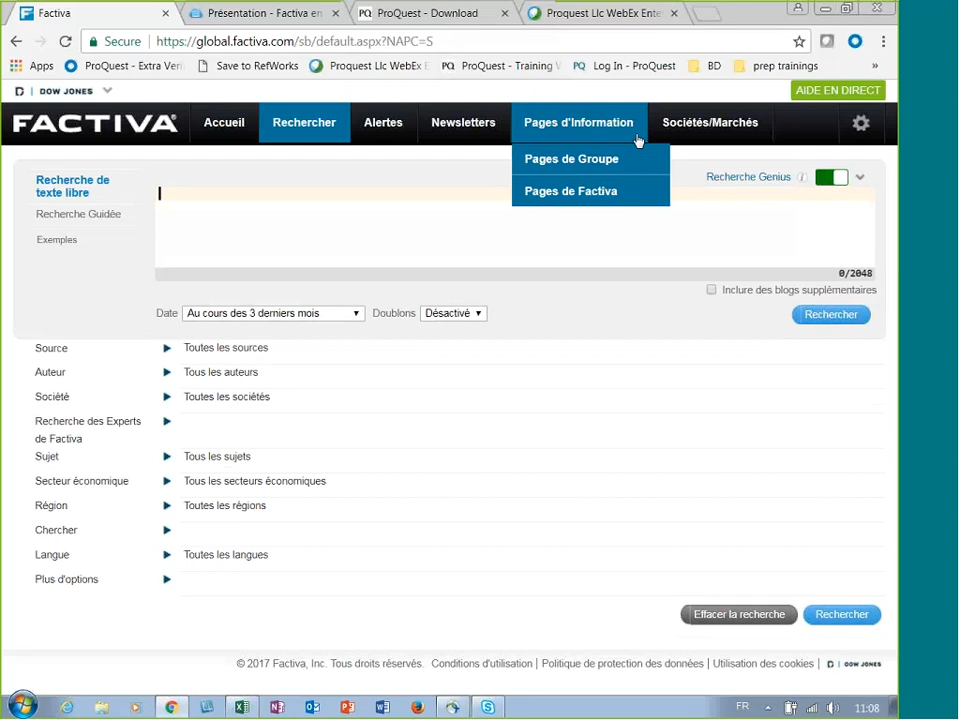 Factiva
Présentation - Factiva en
ProQuest - Download
Proquest Llc WebEx Ente
Secure https://global.factiva.com/sb/default.aspx?NAPC=S
Apps
ProQuest - Extra Veri
Save to RefWorks
Proquest Llc WebEx E
PQ ProQuest - Training V
PQ Log In - ProQuest
BD
prep trainings
»
DOW JONES
AIDE EN DIRECT
FACTIVA
Accueil
Rechercher
Alertes
Newsletters
Pages d'Information
Sociétés/Marchés
Pages de Groupe
Pages de Factiva
Recherche de
texte libre
Recherche Guidée
Exemples
Recherche Genius
0/2048
Inclure des blogs supplémentaires
Date Au cours des 3 derniers mois Doublons Désactivé
Rechercher
Source Toutes les sources
Auteur Tous les auteurs
Société Toutes les sociétés
Recherche des Experts
de Factiva
Sujet Tous les sujets
Secteur économique Tous les secteurs économiques
Région Toutes les régions
Chercher
Langue Toutes les langues
Plus d'options
Effacer la recherche Rechercher
© 2017 Factiva, Inc. Tous droits réservés. Conditions d'utilisation | Politique de protection des données | Utilisation des cookies | DOW JONES
FR 11:08